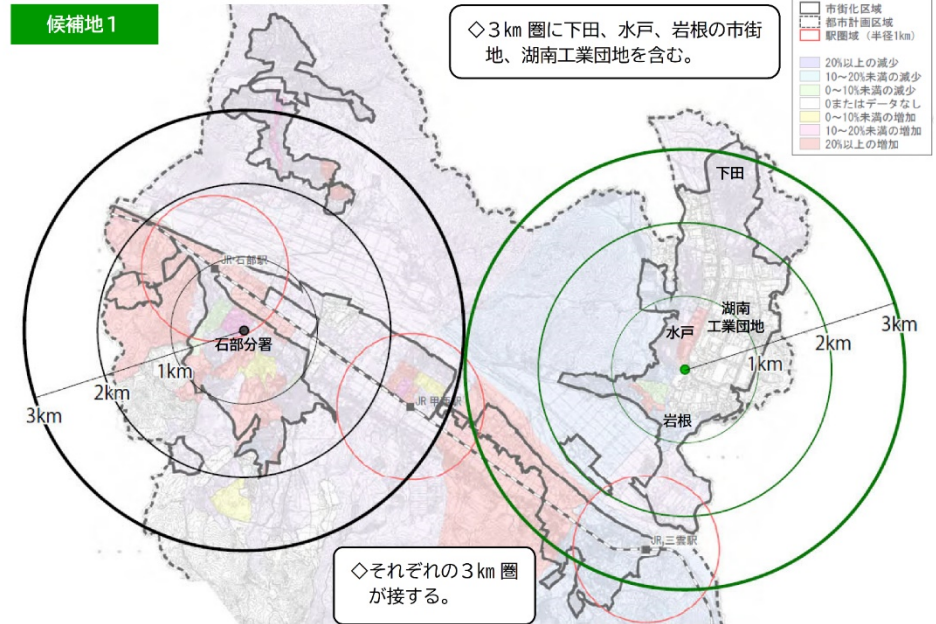 候補地1
◇3km 圏に下田、水戸、岩根の市街
地、湖南工業団地を含む。
市街化区域
都市計画区域
駅圏域（半径1km）
20%以上の減少
10〜20%未満の減少
0〜10%未満の減少
0またはデータなし
0〜10%未満の増加
10〜20%未満の増加
20%以上の増加
下田
JR 石部駅
湖南
工業団地
水戸
3km
石部分署
2km
1km
1km
2km
3km
JR 甲西駅
岩根
JR 三雲駅
◇それぞれの3km 圏
が接する。